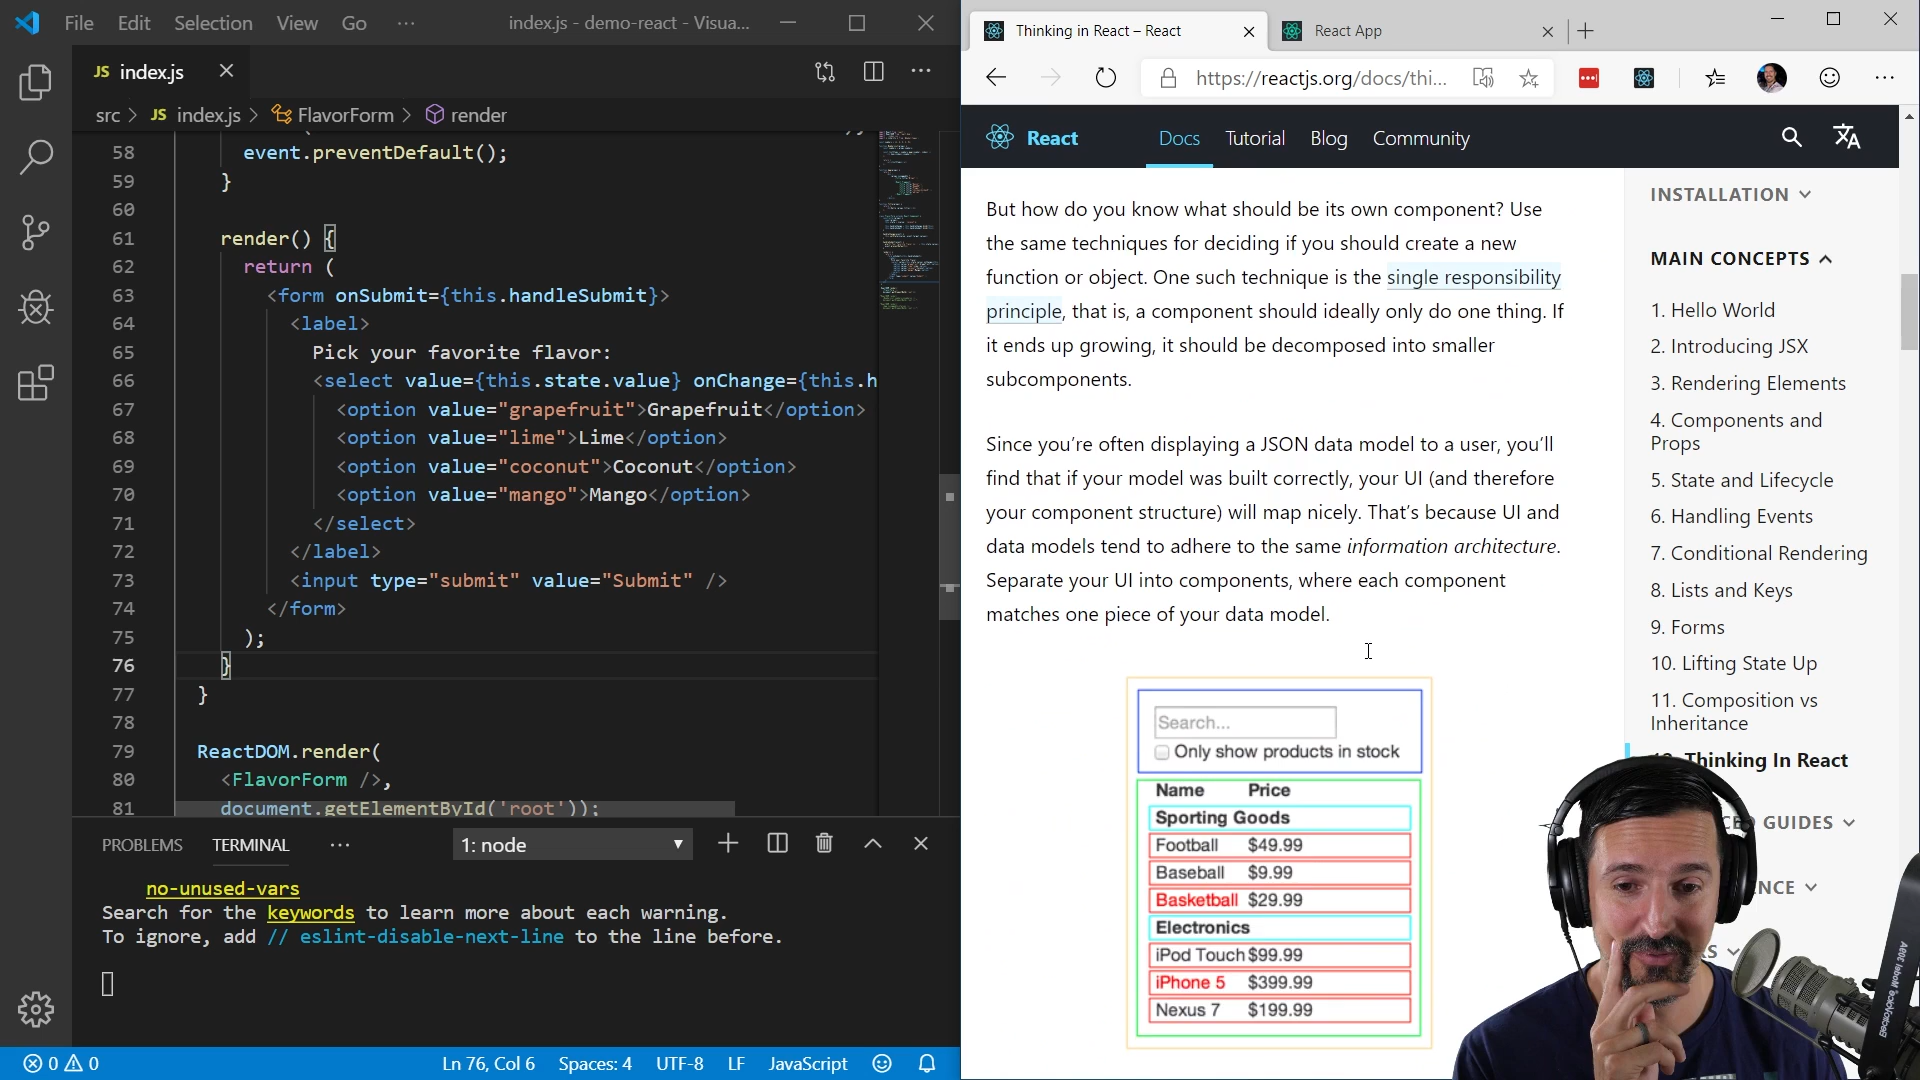 File Edit Selection View Go ···
index.js - demo-react - Visua...
JS index.js
src > JS index.js > FlavorForm > render
58 event.preventDefault();
59 }
60
61 render() {
62 return (
63 <form onSubmit={this.handleSubmit}>
64 <label>
65 Pick your favorite flavor:
66 <select value={this.state.value} onChange={this.h
67 <option value="grapefruit">Grapefruit</option>
68 <option value="lime">Lime</option>
69 <option value="coconut">Coconut</option>
70 <option value="mango">Mango</option>
71 </select>
72 </label>
73 <input type="submit" value="Submit" />
74 </form>
75 );
76 }
77 }
78
79 ReactDOM.render(
80 <FlavorForm />,
81 document.getElementById('root'));
PROBLEMS TERMINAL ··· 1: node
no-unused-vars
Search for the keywords to learn more about each warning.
To ignore, add // eslint-disable-next-line to the line before.
0 0 Ln 76, Col 6 Spaces: 4 UTF-8 LF JavaScript
Thinking in React – React
React App
https://reactjs.org/docs/thi...
React Docs Tutorial Blog Community
But how do you know what should be its own component? Use
the same techniques for deciding if you should create a new
function or object. One such technique is the single responsibility
principle, that is, a component should ideally only do one thing. If
it ends up growing, it should be decomposed into smaller
subcomponents.
Since you’re often displaying a JSON data model to a user, you’ll
find that if your model was built correctly, your UI (and therefore
your component structure) will map nicely. That’s because UI and
data models tend to adhere to the same information architecture.
Separate your UI into components, where each component
matches one piece of your data model.
Search...
Only show products in stock
Name Price
Sporting Goods
Football $49.99
Baseball $9.99
Basketball $29.99
Electronics
iPod Touch $99.99
iPhone 5 $399.99
Nexus 7 $199.99
INSTALLATION
MAIN CONCEPTS
1. Hello World
2. Introducing JSX
3. Rendering Elements
4. Components and
Props
5. State and Lifecycle
6. Handling Events
7. Conditional Rendering
8. Lists and Keys
9. Forms
10. Lifting State Up
11. Composition vs
Inheritance
Thinking In React
GUIDES